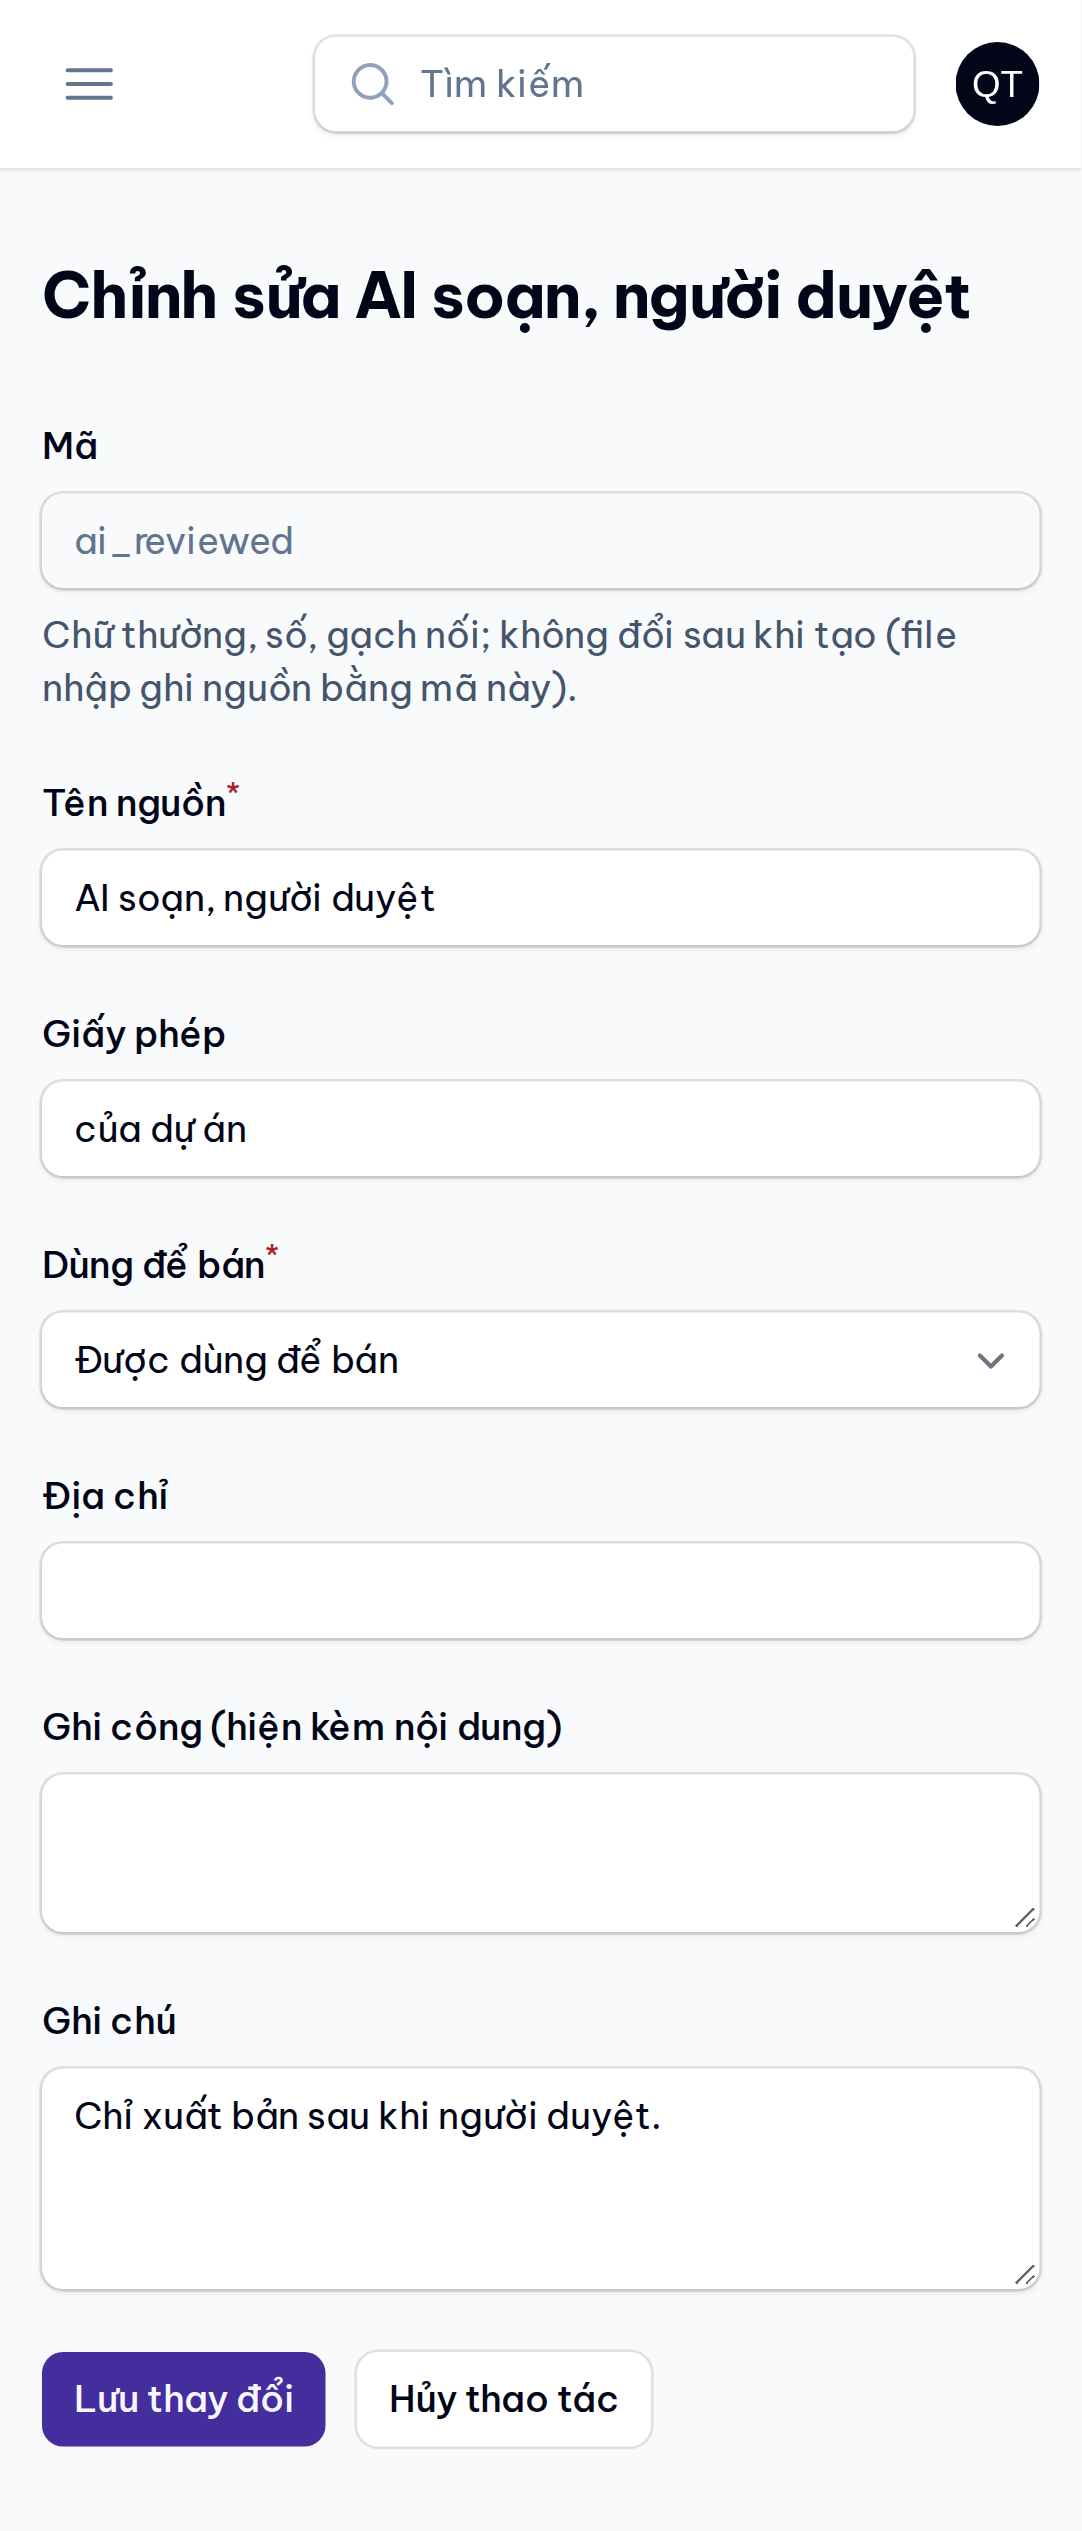 Tìm kiếm
QT
Chỉnh sửa AI soạn, người duyệt
Mã
ai_reviewed
Chữ thường, số, gạch nối; không đổi sau khi tạo (file
nhập ghi nguồn bằng mã này).
Tên nguồn*
AI soạn, người duyệt
Giấy phép
của dự án
Dùng để bán*
Được dùng để bán
Địa chỉ
Ghi công (hiện kèm nội dung)
Ghi chú
Chỉ xuất bản sau khi người duyệt.
Lưu thay đổi
Hủy thao tác